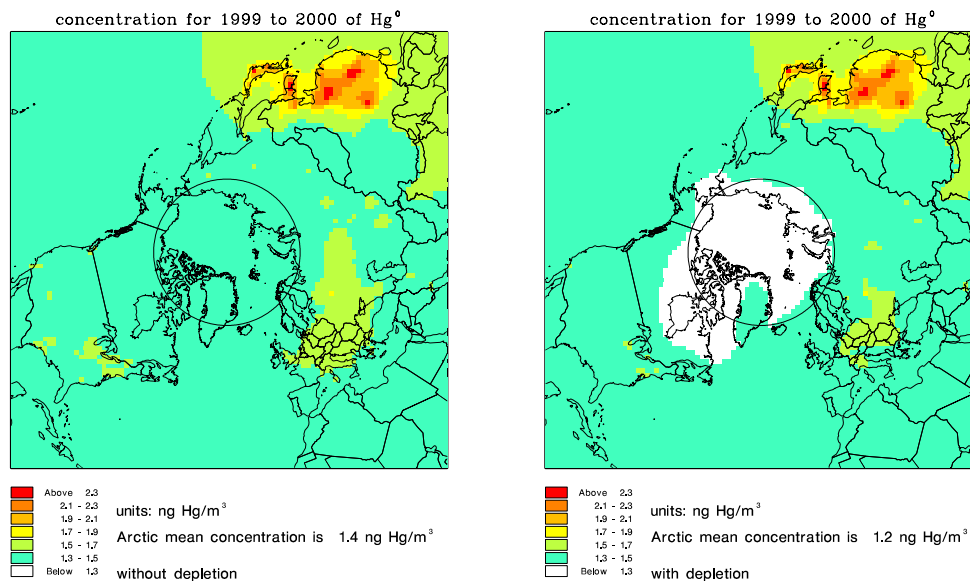 concentration for 1999 to 2000 of Hg⁰
Above 2.3
2.1 - 2.3
1.9 - 2.1
1.7 - 1.9
1.5 - 1.7
1.3 - 1.5
Below 1.3
units: ng Hg/m³
Arctic mean concentration is 1.4 ng Hg/m³
without depletion
concentration for 1999 to 2000 of Hg⁰
Above 2.3
2.1 - 2.3
1.9 - 2.1
1.7 - 1.9
1.5 - 1.7
1.3 - 1.5
Below 1.3
units: ng Hg/m³
Arctic mean concentration is 1.2 ng Hg/m³
with depletion